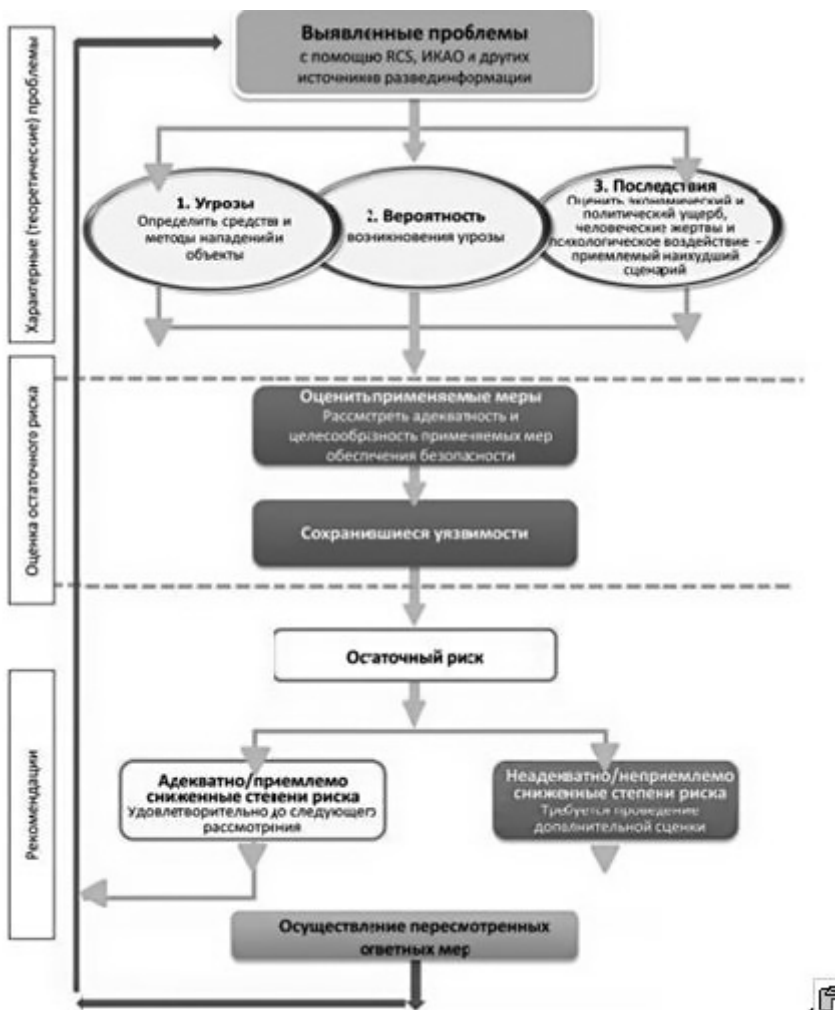 Характерные (теоретические) проблемы
Выявленные проблемы
с помощью RCS, ИКАО и других
источников развединформации
1. Угрозы
Определить средства и
методы нападенийи
объекты
2. Вероятность
возникновения угрозы
3. Последствия
Оценить экономический и
политический ущерб,
человеческие жертвы и
психологическое воздействие –
приемлемый наихудший
сценарий
Оценка остаточного риска
Оценить применяемые меры
Рассмотреть адекватность и
целесообразность применяемых мер
обеспечения безопасности
Сохранившиеся уязвимости
Остаточный риск
Рекомендации
Адекватно/приемлемо
сниженные степени риска
Удовлетворительно до следующего
рассмотрения
Неадекватно/неприемлемо
сниженные степени риска
Требуется проведение
дополнительной сценки
Осуществление пересмотренных
ответных мер